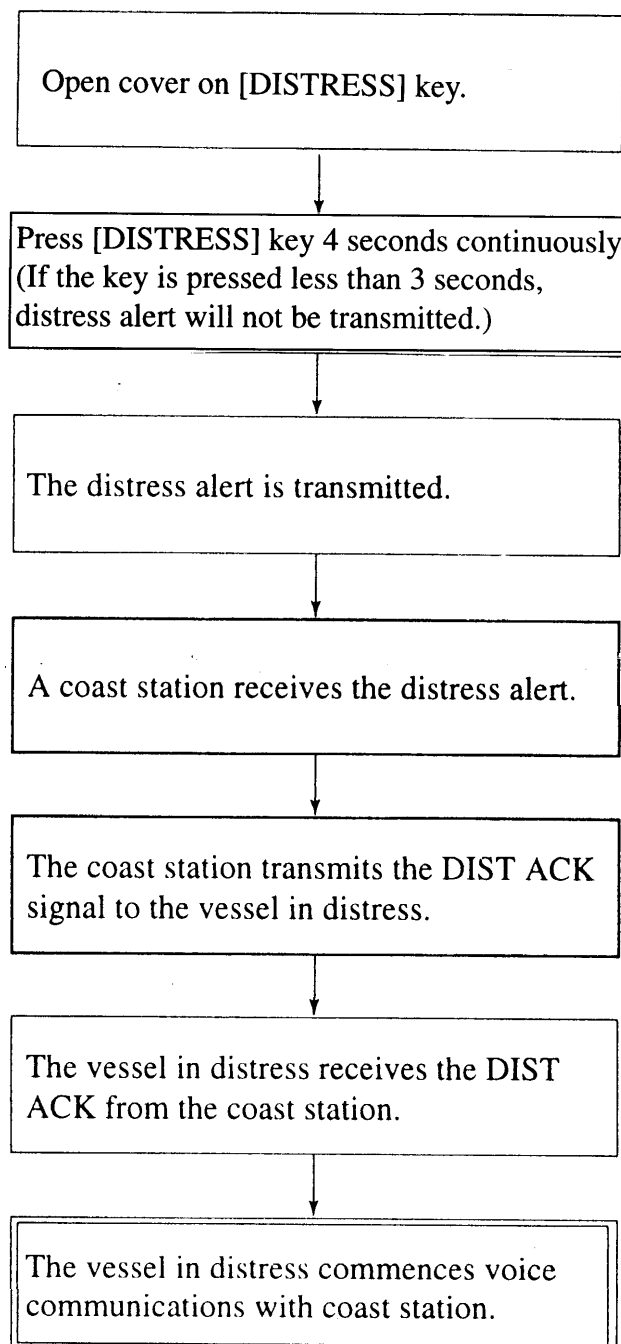 Open cover on [DISTRESS] key.
Press [DISTRESS] key 4 seconds continuously
(If the key is pressed less than 3 seconds,
distress alert will not be transmitted.)
The distress alert is transmitted.
A coast station receives the distress alert.
The coast station transmits the DIST ACK
signal to the vessel in distress.
The vessel in distress receives the DIST
ACK from the coast station.
The vessel in distress commences voice
communications with coast station.